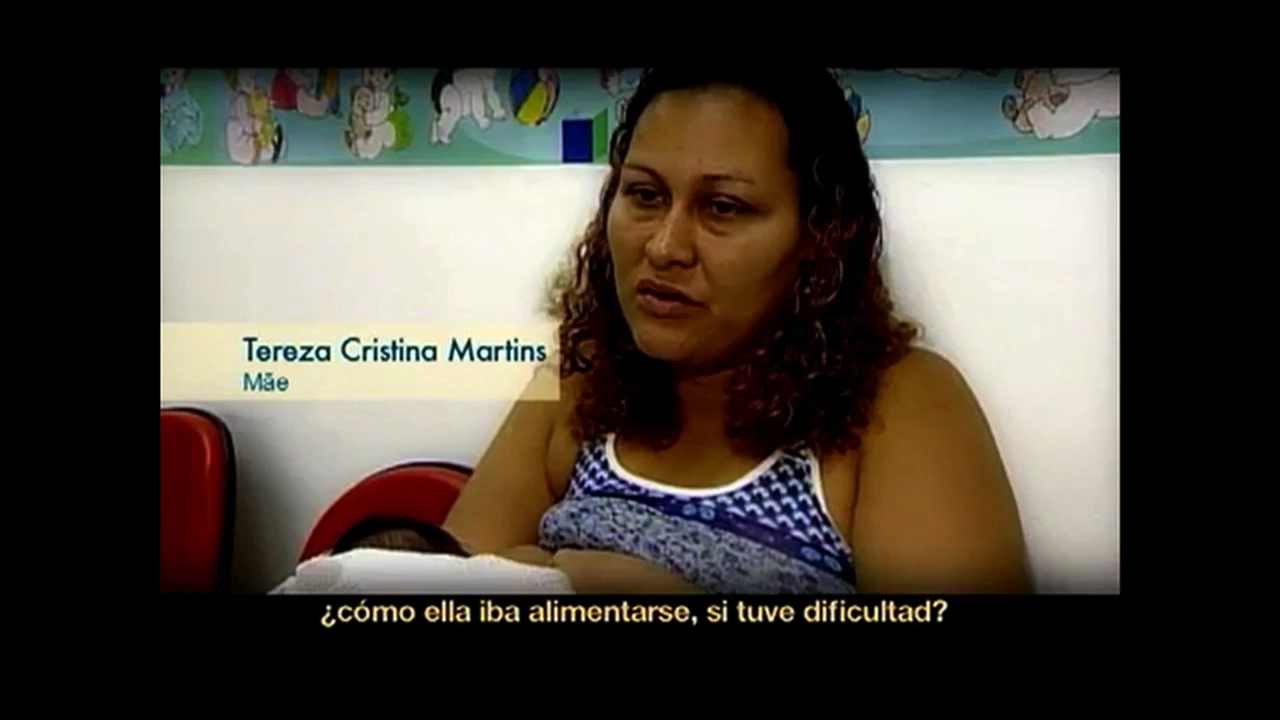 Tereza Cristina Martins
Mãe
¿cómo ella iba alimentarse, si tuve dificultad?